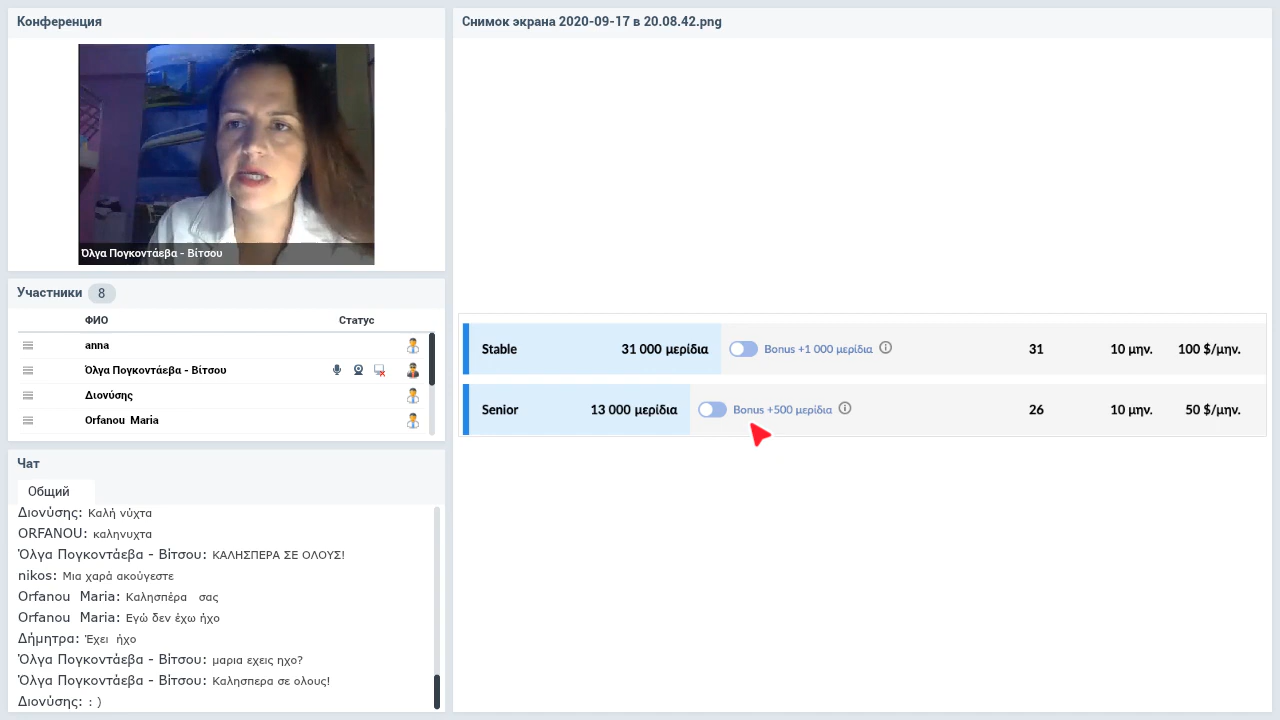 Конференция
Όλγα Πογκοντάεβα - Βίτσου
Участники 8
ФИО Статус
anna
Όλγα Πογκοντάεβα - Βίτσου
Διονύσης
Orfanou Maria
Чат
Общий
Διονύσης: Καλή νύχτα
ORFANOU: καληνυχτα
Όλγα Πογκοντάεβα - Βίτσου: ΚΑΛΗΣΠΕΡΑ ΣΕ ΟΛΟΥΣ!
nikos: Μια χαρά ακούγεστε
Orfanou Maria: Καλησπέρα σας
Orfanou Maria: Εγώ δεν έχω ήχο
Δήμητρα: Έχει ήχο
Όλγα Πογκοντάεβα - Βίτσου: μαρια εχεις ηχο?
Όλγα Πογκοντάεβα - Βίτσου: Καλησπερα σε ολους!
Διονύσης: : )
Снимок экрана 2020-09-17 в 20.08.42.png
Stable 31 000 μερίδια Bonus +1 000 μερίδια 31 10 μην. 100 $/μην.
Senior 13 000 μερίδια Bonus +500 μερίδια 26 10 μην. 50 $/μην.